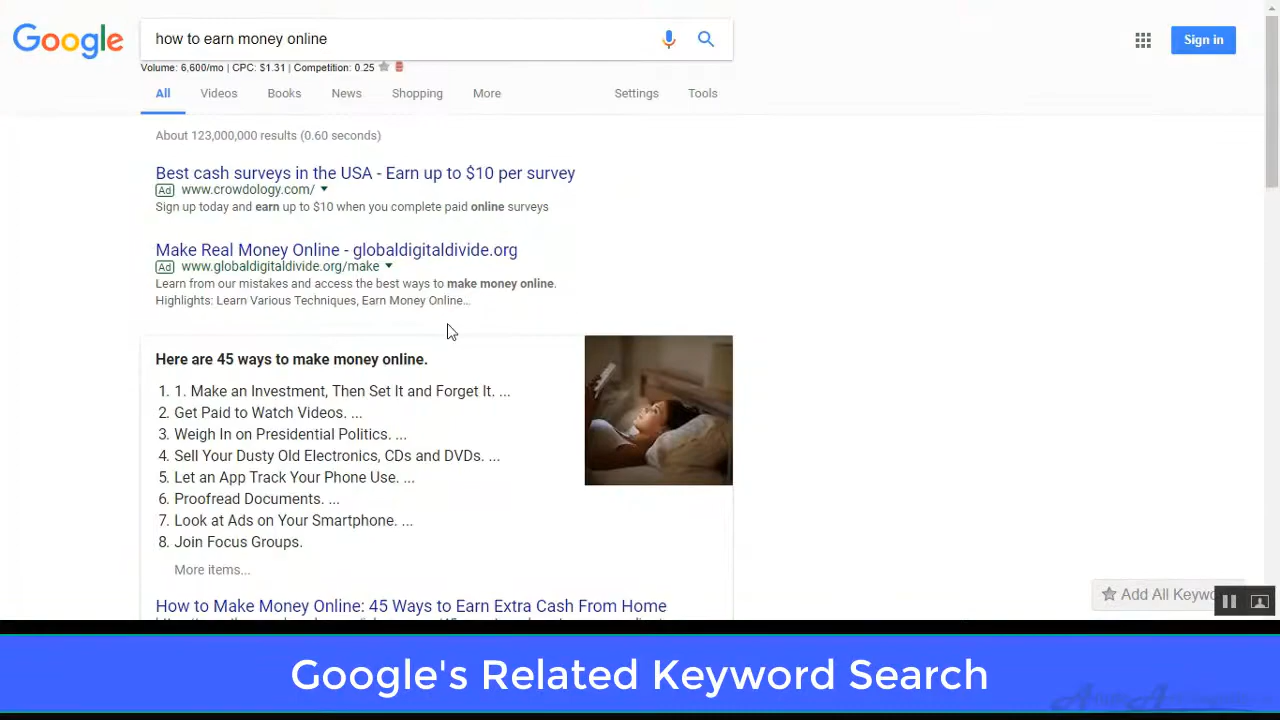 Google
how to earn money online
Volume: 6,600/mo | CPC: $1.31 | Competition: 0.25
Sign in
All Videos Books News Shopping More Settings Tools
About 123,000,000 results (0.60 seconds)
Best cash surveys in the USA - Earn up to $10 per survey
Ad www.crowdology.com/
Sign up today and earn up to $10 when you complete paid online surveys
Make Real Money Online - globaldigitaldivide.org
Ad www.globaldigitaldivide.org/make
Learn from our mistakes and access the best ways to make money online.
Highlights: Learn Various Techniques, Earn Money Online...
Here are 45 ways to make money online.
1. 1. Make an Investment, Then Set It and Forget It. ...
2. Get Paid to Watch Videos. ...
3. Weigh In on Presidential Politics. ...
4. Sell Your Dusty Old Electronics, CDs and DVDs. ...
5. Let an App Track Your Phone Use. ...
6. Proofread Documents. ...
7. Look at Ads on Your Smartphone. ...
8. Join Focus Groups.
More items...
How to Make Money Online: 45 Ways to Earn Extra Cash From Home
Add All Keywo
Google's Related Keyword Search